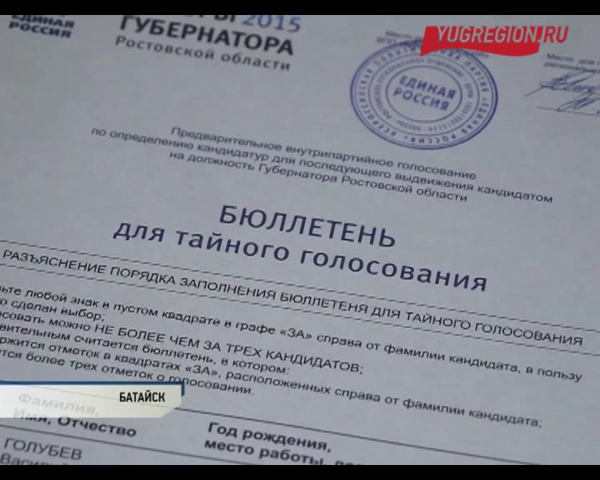 YUGREGION.RU
ЕДИНАЯ
РОССИЯ
2015
ГУБЕРНАТОРА
Ростовской области
ЕДИНАЯ
РОССИЯ
Предварительное внутрипартийное голосование
по определению кандидатур для последующего выдвижения кандидатом
на должность Губернатора Ростовской области
БЮЛЛЕТЕНЬ
для тайного голосования
РАЗЪЯСНЕНИЕ ПОРЯДКА ЗАПОЛНЕНИЯ БЮЛЛЕТЕНЯ ДЛЯ ТАЙНОГО ГОЛОСОВАНИЯ
любой знак в пустом квадрате в графе «ЗА» справа от фамилии кандидата, в пользу
сделан выбор;
можно НЕ БОЛЕЕ ЧЕМ ЗА ТРЕХ КАНДИДАТОВ;
считается бюллетень, в котором:
отметок в квадратах «ЗА», расположенных справа от фамилии кандидата;
более трех отметок о голосовании.
БАТАЙСК
Фамилия,
Имя, Отчество
Год рождения,
место работы,
ГОЛУБЕВ